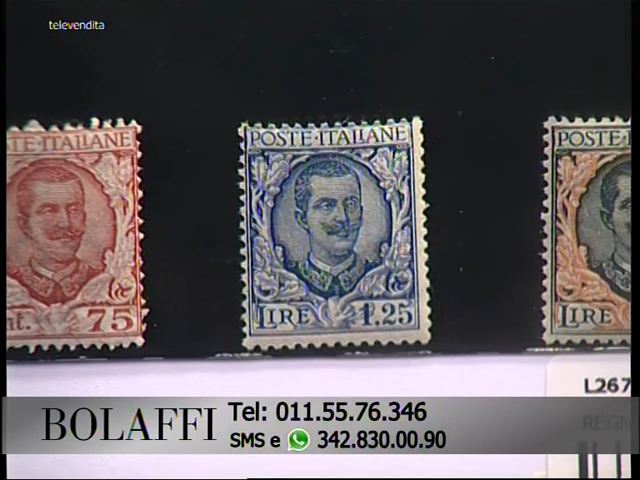 televendita
POSTE ITALIANE
75
POSTE·ITALIANE
LIRE 1.25
LIRE
L267
BOLAFFI
Tel: 011.55.76.346
SMS e 342.830.00.90